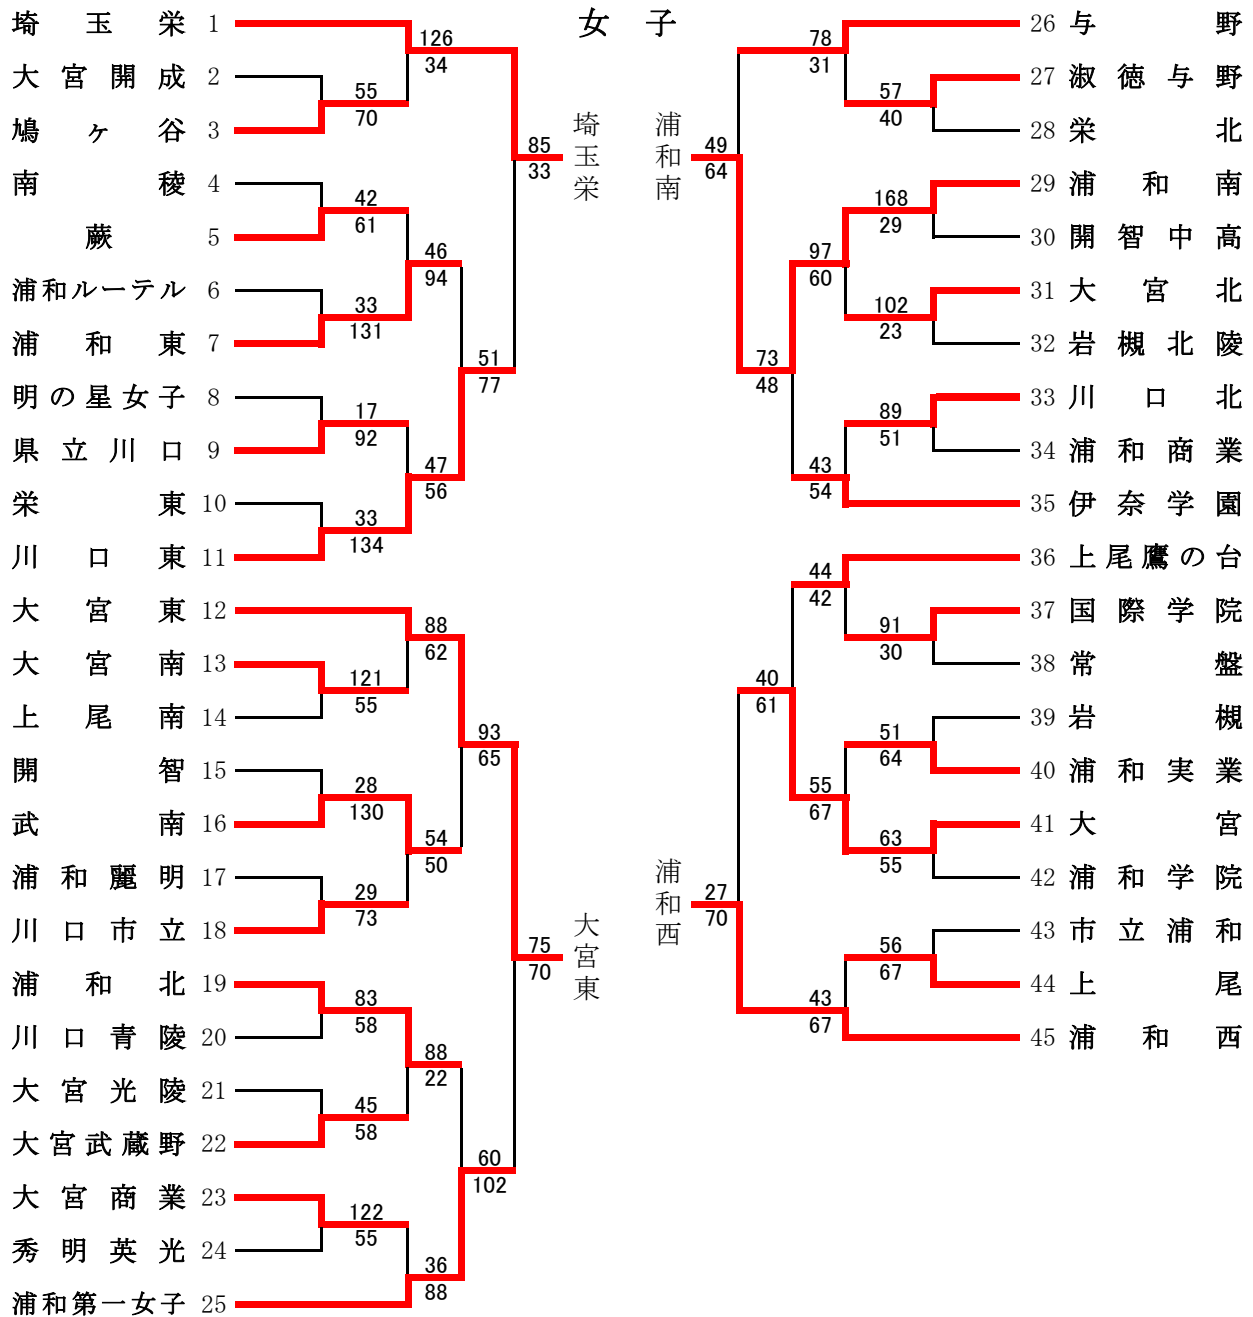 女子
埼玉栄 1
大宮開成 2
鳩ヶ谷 3
南稜 4
蕨 5
浦和ルーテル 6
浦和東 7
明の星女子 8
県立川口 9
栄東 10
川口東 11
大宮東 12
大宮南 13
上尾南 14
開智 15
武南 16
浦和麗明 17
川口市立 18
浦和北 19
川口青陵 20
大宮光陵 21
大宮武蔵野 22
大宮商業 23
秀明英光 24
浦和第一女子 25
55
70
42
61
33
131
17
92
33
134
121
55
28
130
29
73
83
58
45
58
122
55
126
34
46
94
47
56
88
62
54
50
88
22
36
88
51
77
93
65
60
102
85
33
75
70
埼玉栄
大宮東
浦和南
浦和西
49
64
27
70
73
48
40
61
78
31
97
60
43
54
44
42
55
67
43
67
57
40
168
29
102
23
89
51
91
30
51
64
63
55
56
67
26 与野
27 淑徳与野
28 栄北
29 浦和南
30 開智中高
31 大宮北
32 岩槻北陵
33 川口北
34 浦和商業
35 伊奈学園
36 上尾鷹の台
37 国際学院
38 常盤
39 岩槻
40 浦和実業
41 大宮
42 浦和学院
43 市立浦和
44 上尾
45 浦和西